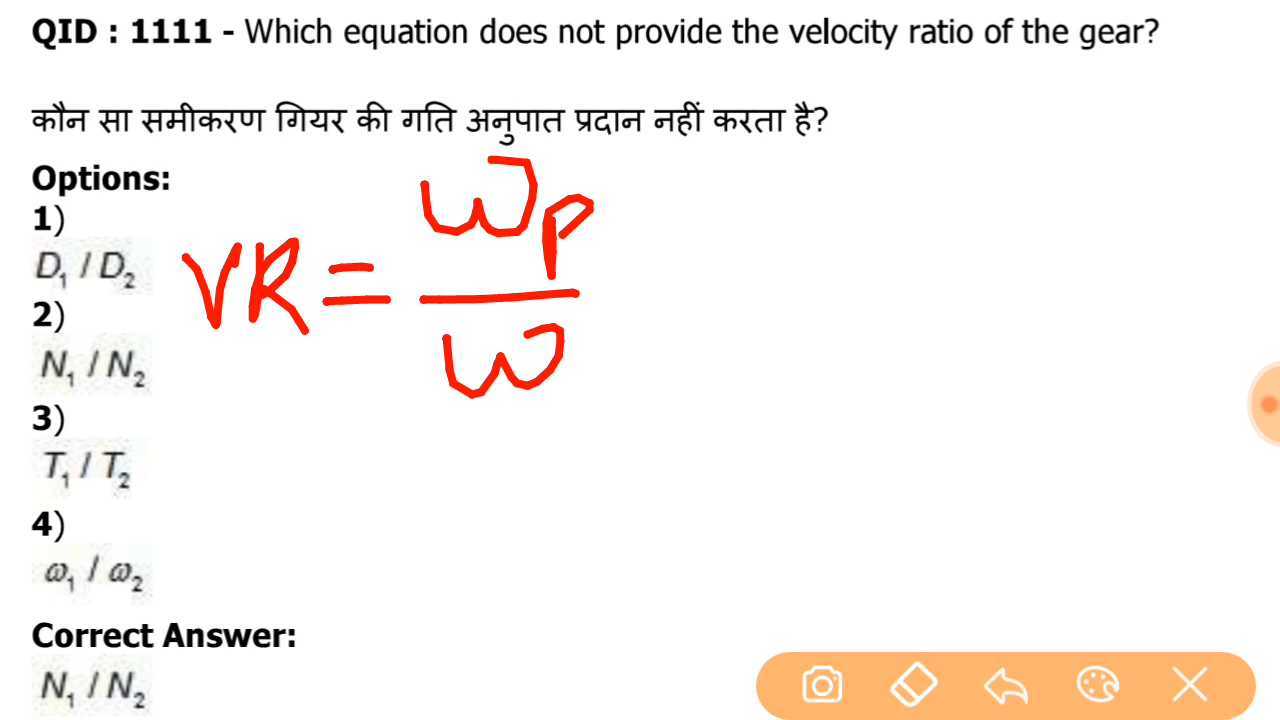 QID : 1111 - Which equation does not provide the velocity ratio of the gear?
कौन सा समीकरण गियर की गति अनुपात प्रदान नहीं करता है?
Options:
1)
D₁ / D₂
2)
N₁ / N₂
3)
T₁ / T₂
4)
ω₁ / ω₂
VR = ωp / ω
Correct Answer:
N₁ / N₂